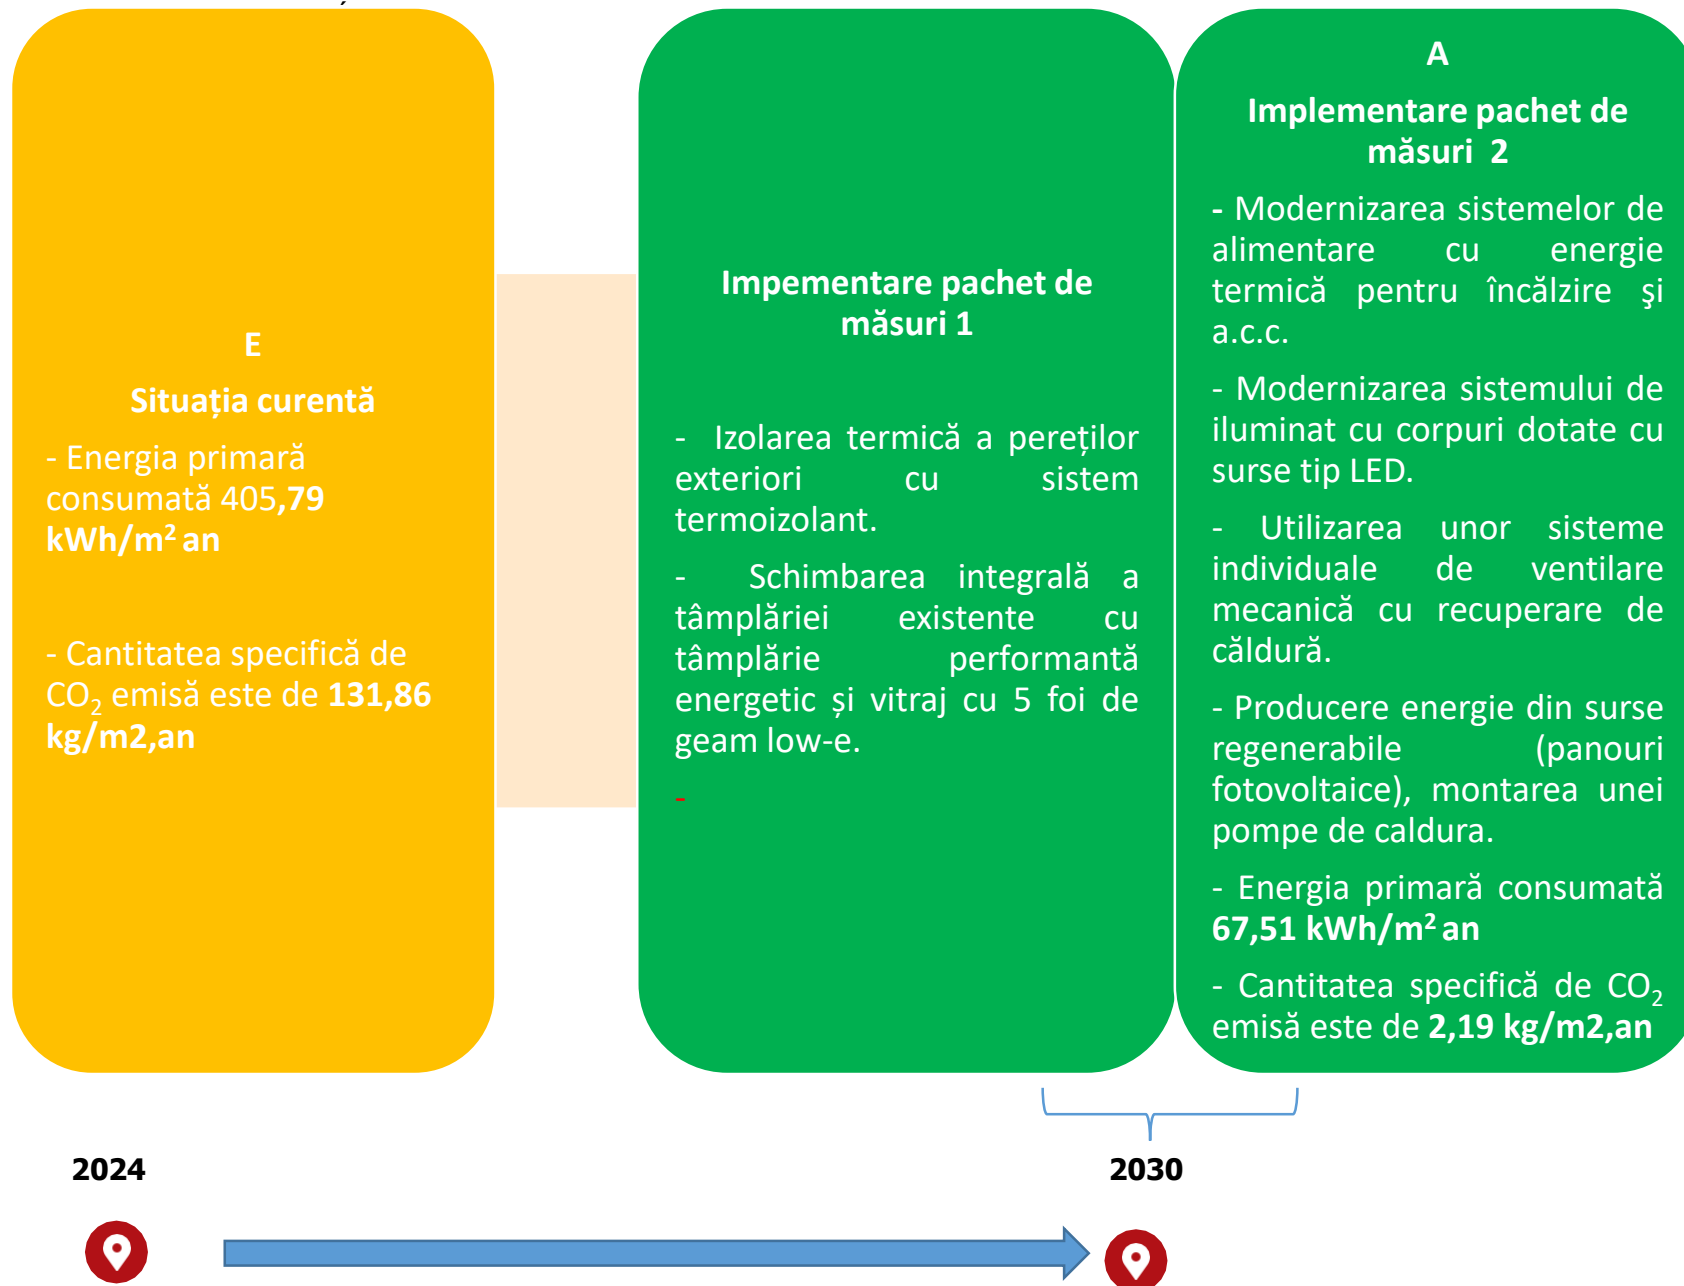 E
Situația curentă
- Energia primară
consumată 405,79
kWh/m² an
- Cantitatea specifică de
CO₂ emisă este de 131,86
kg/m2,an
Impementare pachet de
măsuri 1
- Izolarea termică a pereților
exteriori cu sistem
termoizolant.
- Schimbarea integrală a
tâmplăriei existente cu
tâmplărie performantă
energetic și vitraj cu 5 foi de
geam low-e.
-
A
Implementare pachet de
măsuri 2
- Modernizarea sistemelor de
alimentare cu energie
termică pentru încălzire şi
a.c.c.
- Modernizarea sistemului de
iluminat cu corpuri dotate cu
surse tip LED.
- Utilizarea unor sisteme
individuale de ventilare
mecanică cu recuperare de
căldură.
- Producere energie din surse
regenerabile (panouri
fotovoltaice), montarea unei
pompe de caldura.
- Energia primară consumată
67,51 kWh/m² an
- Cantitatea specifică de CO₂
emisă este de 2,19 kg/m2,an
2024
2030